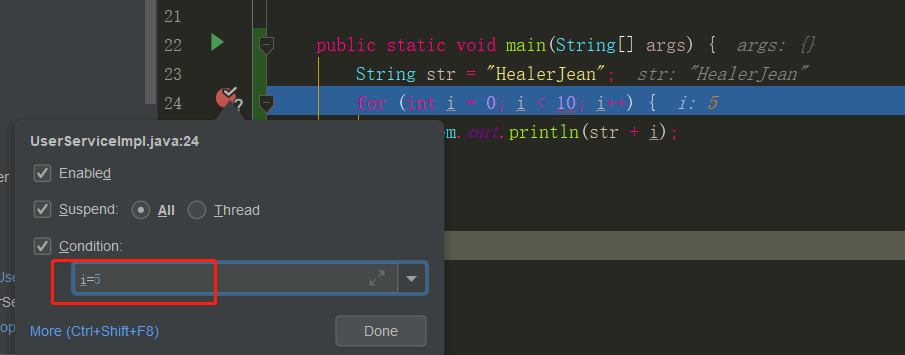 21
22 public static void main(String[] args) { args: {}
23 String str = "HealerJean"; str: "HealerJean"
24 for (int i = 0; i < 10; i++) { i: 5
m.out.println(str + i);
UserServiceImpl.java:24
Enabled
Suspend: All Thread
Condition:
i=5
More (Ctrl+Shift+F8) Done
er
Use
rSe
op